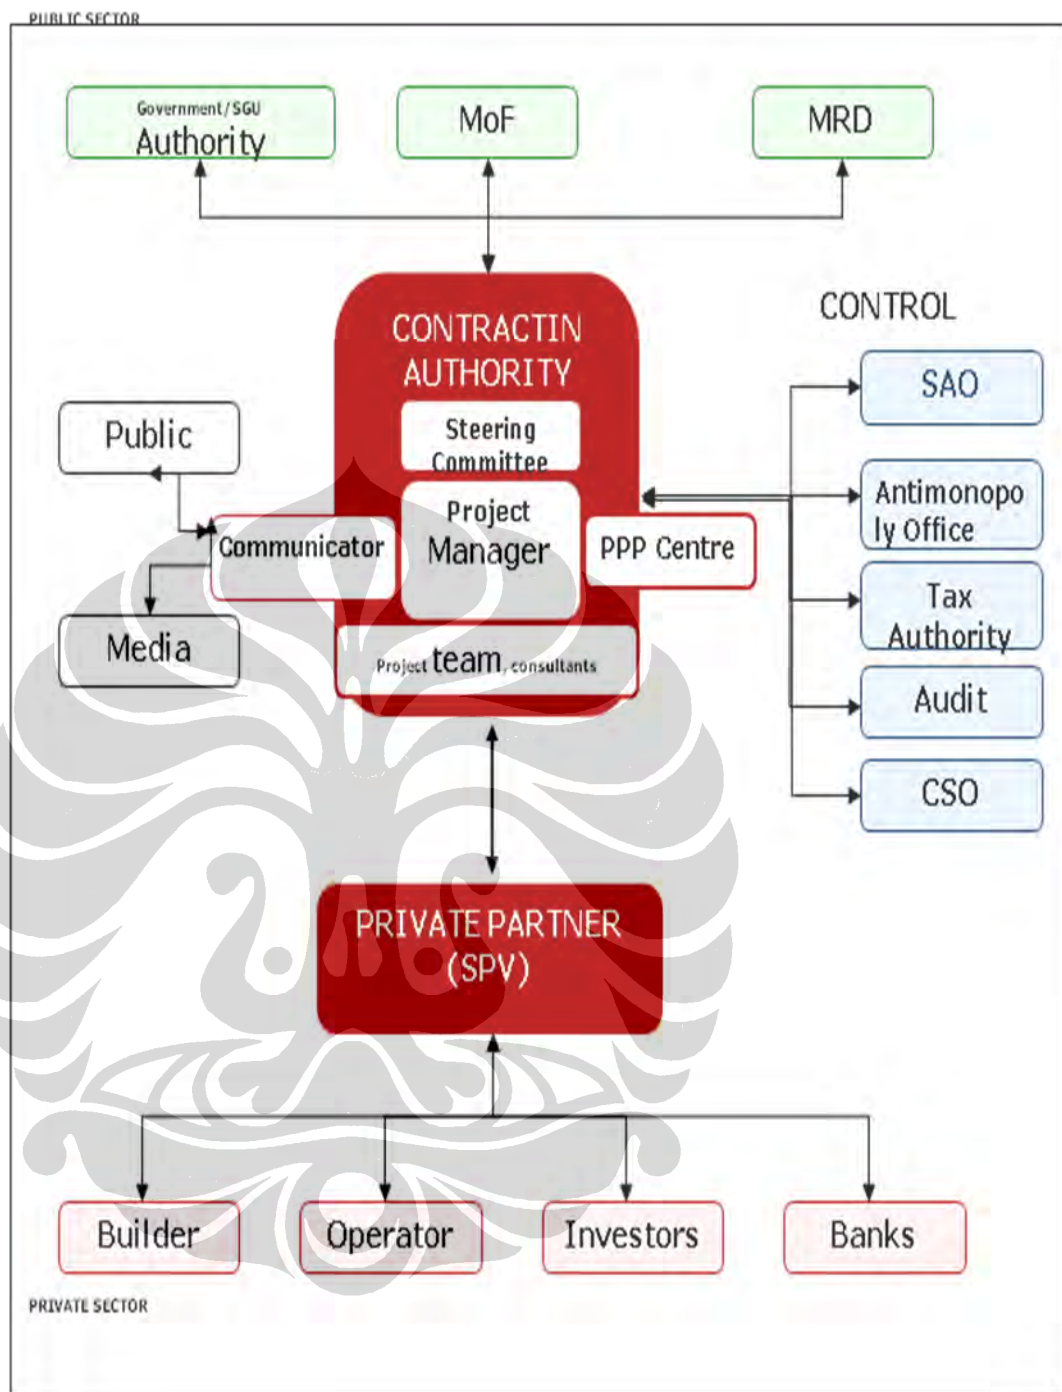 PUBLIC SECTOR
Government/SGU
Authority
MoF
MRD
CONTRACTIN
AUTHORITY
CONTROL
SAO
Public
Steering
Committee
Antimonopo
ly Office
Project
Manager
Communicator
PPP Centre
Tax
Authority
Media
Project team, consultants
Audit
CSO
PRIVATE PARTNER
(SPV)
Builder
Operator
Investors
Banks
PRIVATE SECTOR